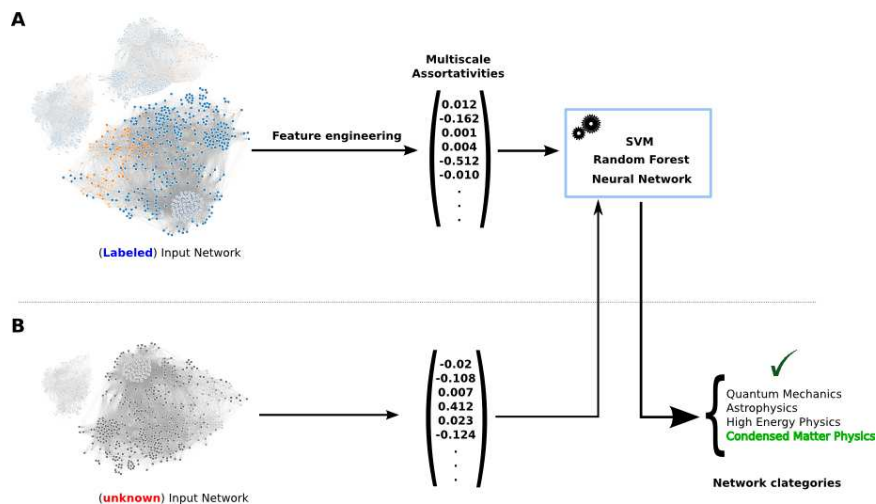 A
Multiscale
Assortativities
Feature engineering
0.012
-0.162
0.001
0.004
-0.512
-0.010
.
.
.
SVM
Random Forest
Neural Network
(Labeled) Input Network
B
-0.02
-0.108
0.007
0.412
0.023
-0.124
.
.
.
Quantum Mechanics
Astrophysics
High Energy Physics
Condensed Matter Physics
Network clategories
(unknown) Input Network